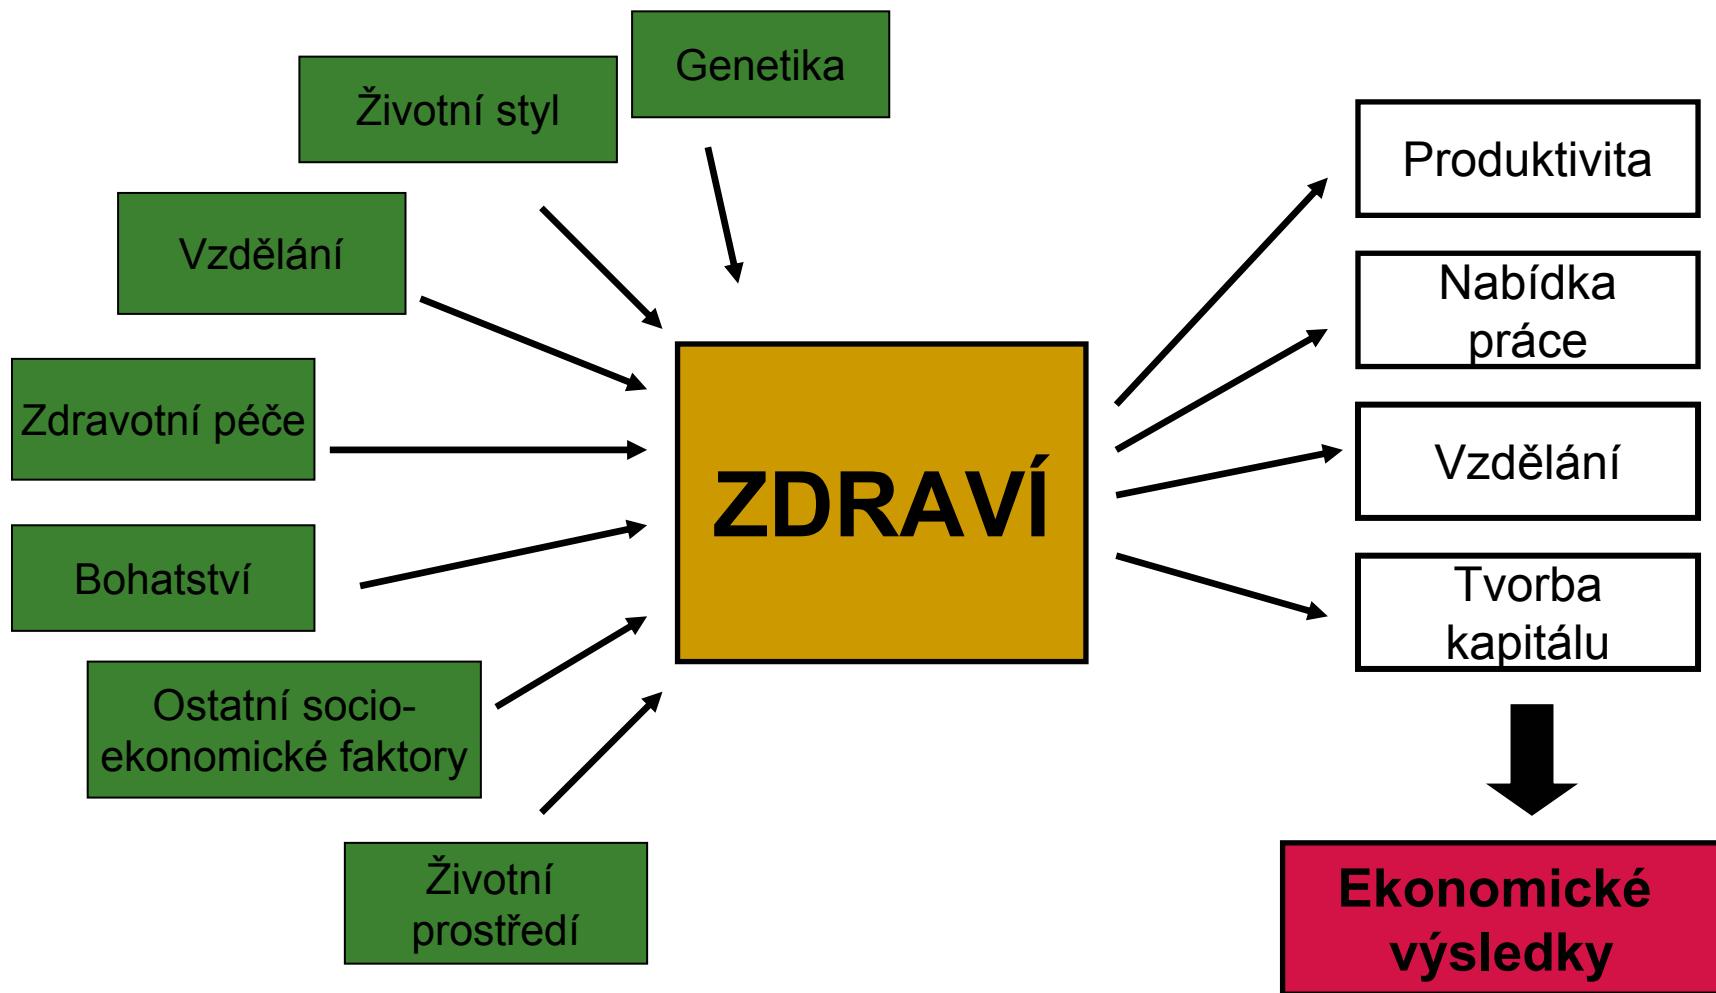 Genetika
Životní styl
Vzdělání
Zdravotní péče
Bohatství
Ostatní socio-
ekonomické faktory
Životní
prostředí
ZDRAVÍ
Produktivita
Nabídka
práce
Vzdělání
Tvorba
kapitálu
Ekonomické
výsledky